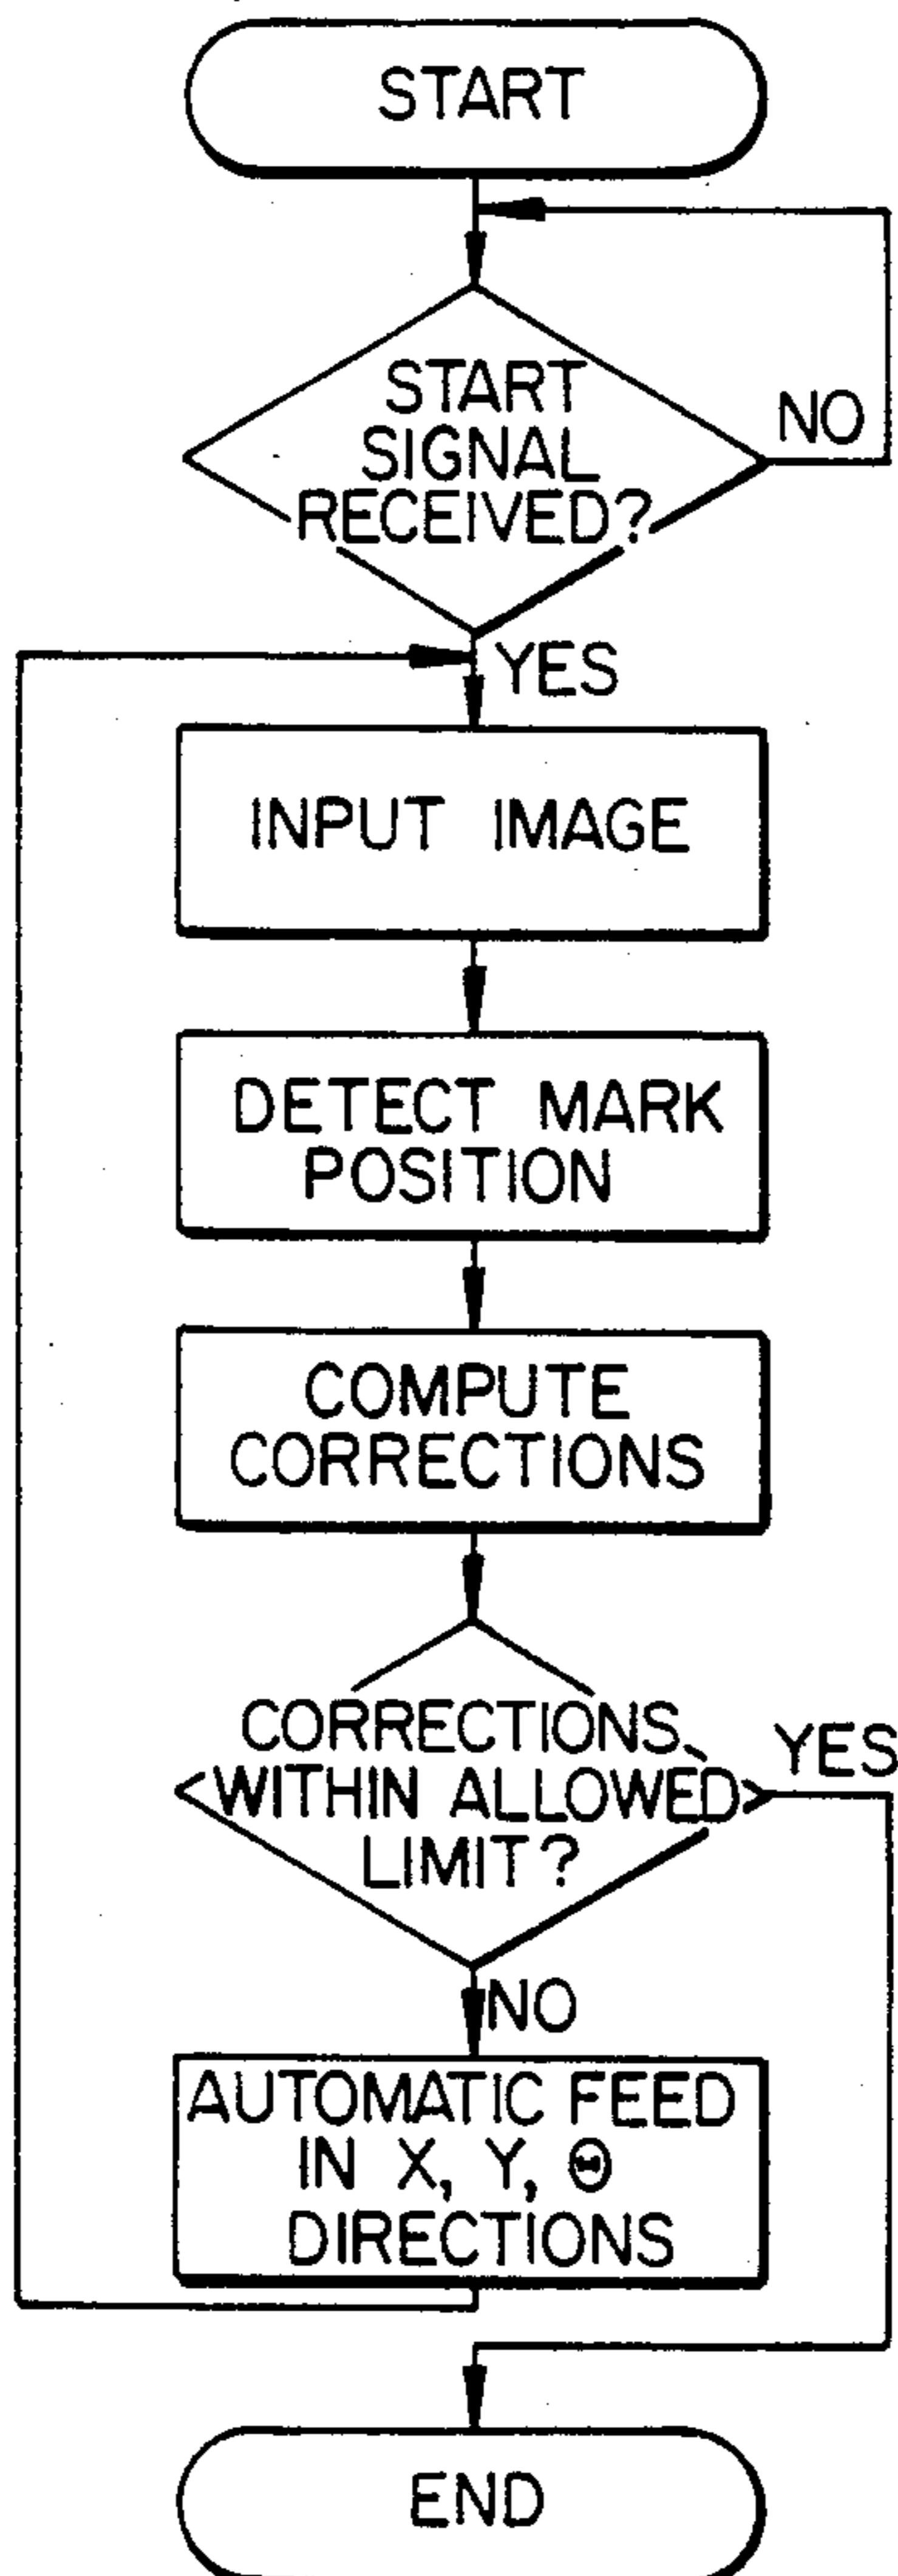 START
START
SIGNAL
RECEIVED?
NO
YES
INPUT IMAGE
DETECT MARK
POSITION
COMPUTE
CORRECTIONS
CORRECTIONS
WITHIN ALLOWED
LIMIT?
YES
NO
AUTOMATIC FEED
IN X, Y, Θ
DIRECTIONS
END